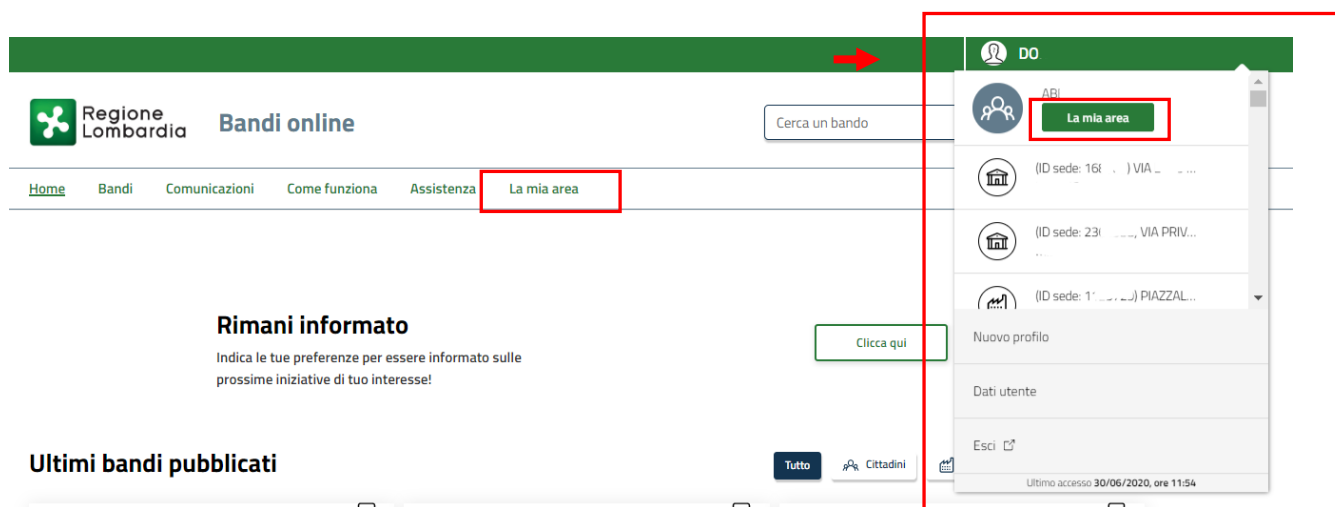 DO
Regione
Lombardia
Bandi online
Cerca un bando
ABI
La mia area
Home Bandi Comunicazioni Come funziona Assistenza La mia area
(ID sede: 168 ) VIA ...
(ID sede: 230 , VIA PRIV...
(ID sede: 1 ) PIAZZAL...
Rimani informato
Indica le tue preferenze per essere informato sulle
prossime iniziative di tuo interesse!
Clicca qui
Nuovo profilo
Dati utente
Esci
Ultimo accesso 30/06/2020, ore 11:54
Ultimi bandi pubblicati
Tutto Cittadini